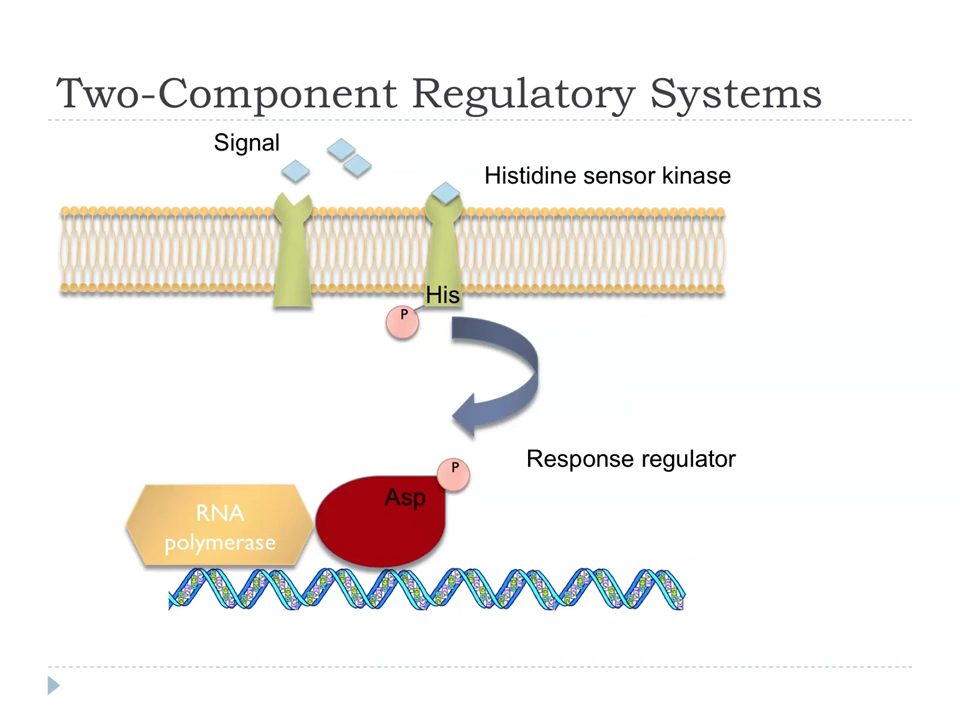 Two-Component Regulatory Systems
Signal
Histidine sensor kinase
His
P
Response regulator
P
Asp
RNA
polymerase